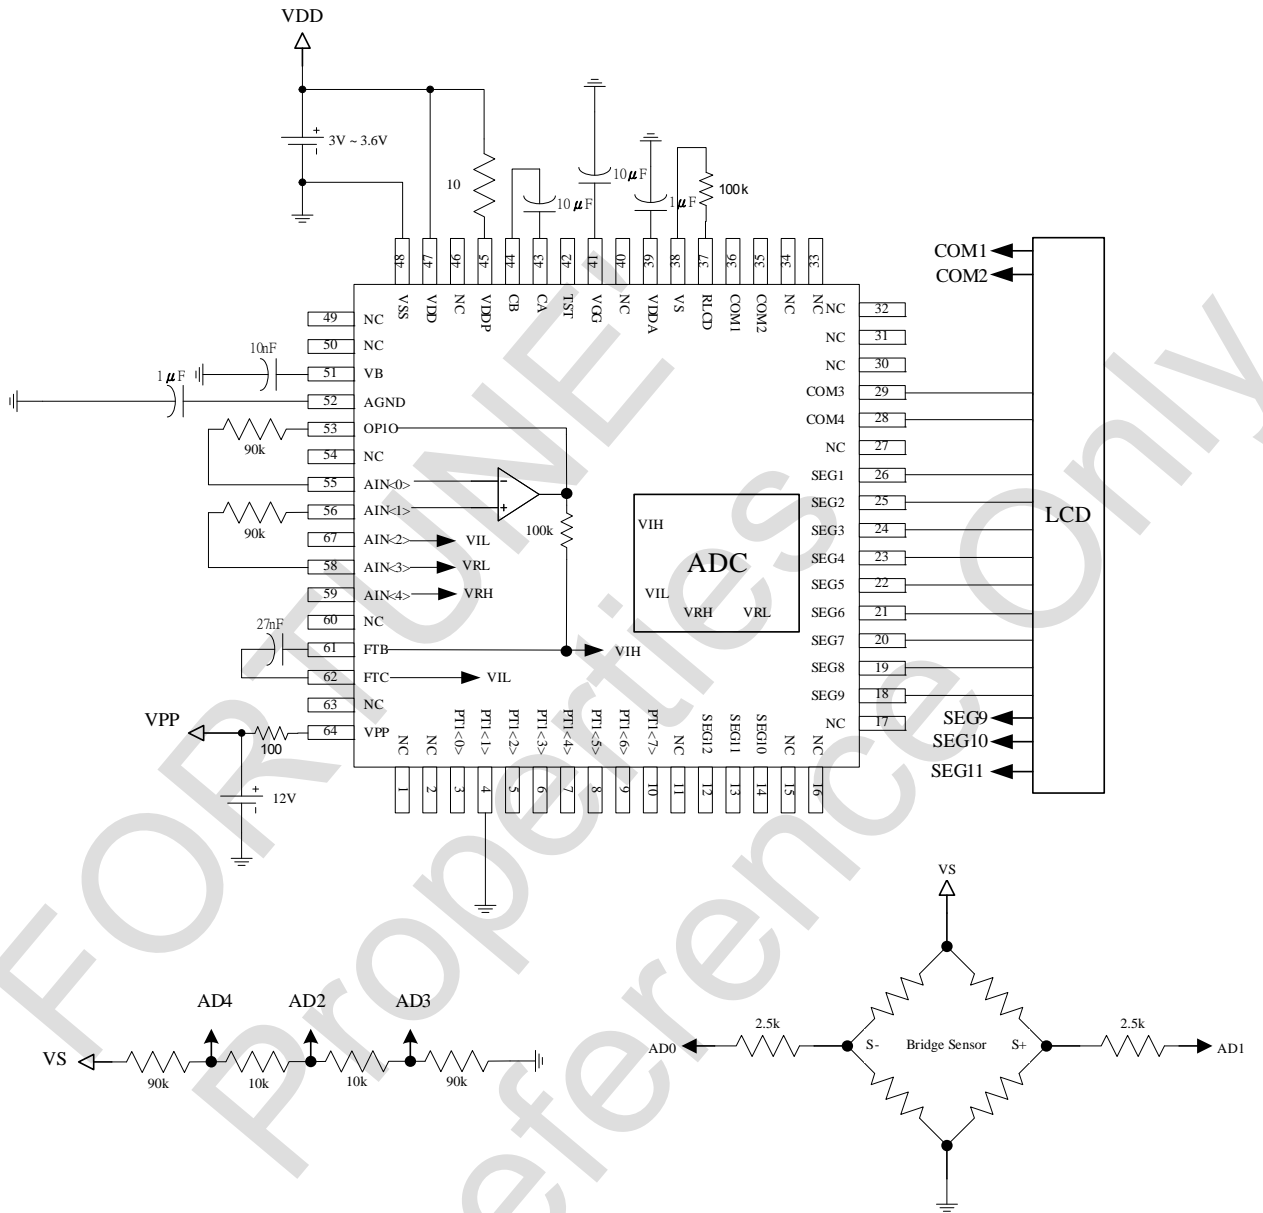 VDD
3V ~ 3.6V
10
10μF
10μF
1μF
100k
48 47 46 45 44 43 42 41 40 39 38 37 36 35 34 33
VSS VDD NC VDDP CB CA TST VGG NC VDDA VS RLCD COM1 COM2 NC NC
49 NC
50 NC
10nF
51 VB
1μF
52 AGND
53 OP1O
90k
54 NC
55 AIN<0>
56 AIN<1>
90k
67 AIN<2> VIL
58 AIN<3> VRL
59 AIN<4> VRH
60 NC
27nF
61 FTB VIH
62 FTC VIL
63 NC
VPP
100
64 VPP
12V
-
+
100k
VIH
ADC
VIL
VRH VRL
NC 32
NC 31
NC 30
COM3 29
COM4 28
NC 27
SEG1 26
SEG2 25
SEG3 24
SEG4 23
SEG5 22
SEG6 21
SEG7 20
SEG8 19
SEG9 18
NC 17
COM1
COM2
LCD
SEG9
SEG10
SEG11
NC NC PT1<0> PT1<1> PT1<2> PT1<3> PT1<4> PT1<5> PT1<6> PT1<7> NC SEG12 SEG11 SEG10 NC NC
1 2 3 4 5 6 7 8 9 10 11 12 13 14 15 16
VS
AD4 AD2 AD3
VS
90k 10k 10k 90k
AD0 2.5k S- Bridge Sensor S+ 2.5k AD1
FORTUNE'
Properties
Reference Only